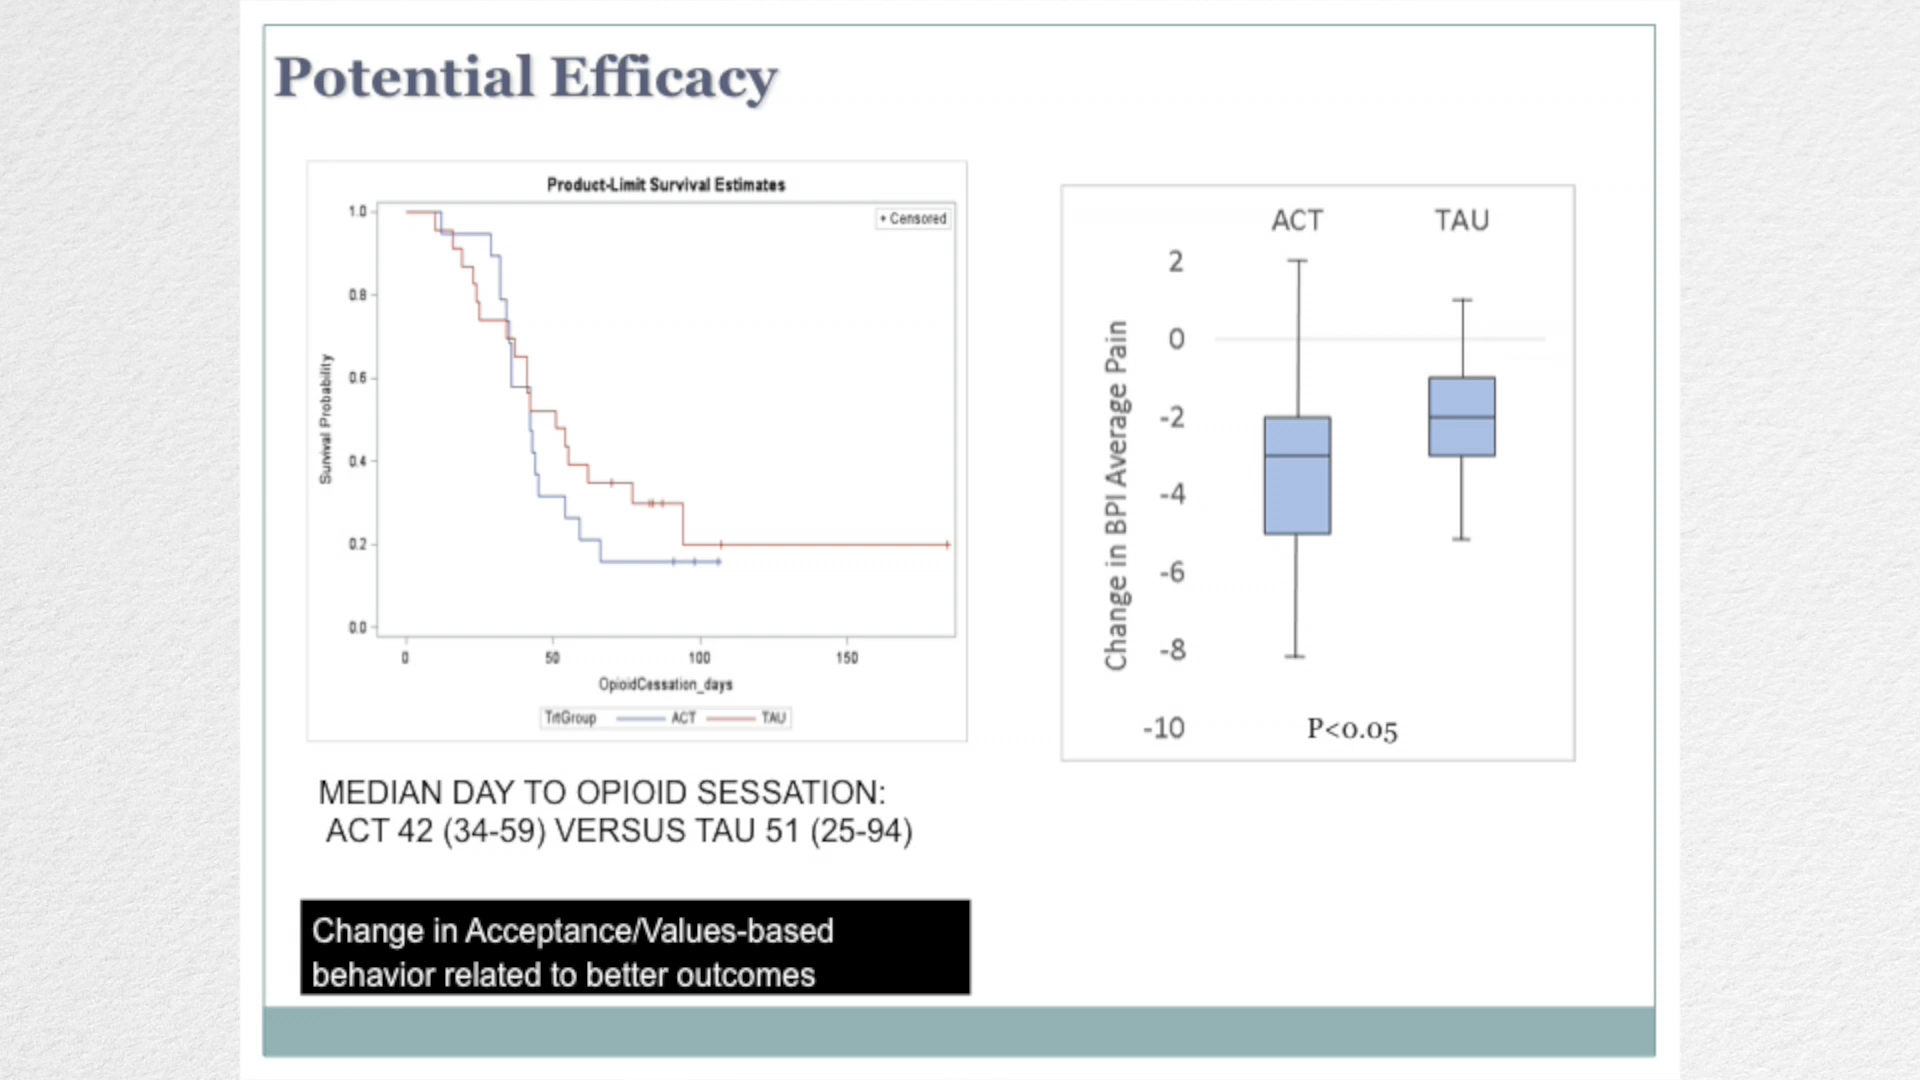 Potential Efficacy
Product-Limit Survival Estimates
+ Censored
1.0
0.8
0.6
0.4
0.2
0.0
Survival Probability
0 50 100 150
OpioidCessation_days
TrtGroup ACT TAU
ACT TAU
2
0
-2
-4
-6
-8
-10
Change in BPI Average Pain
P<0.05
MEDIAN DAY TO OPIOID SESSATION:
ACT 42 (34-59) VERSUS TAU 51 (25-94)
Change in Acceptance/Values-based
behavior related to better outcomes